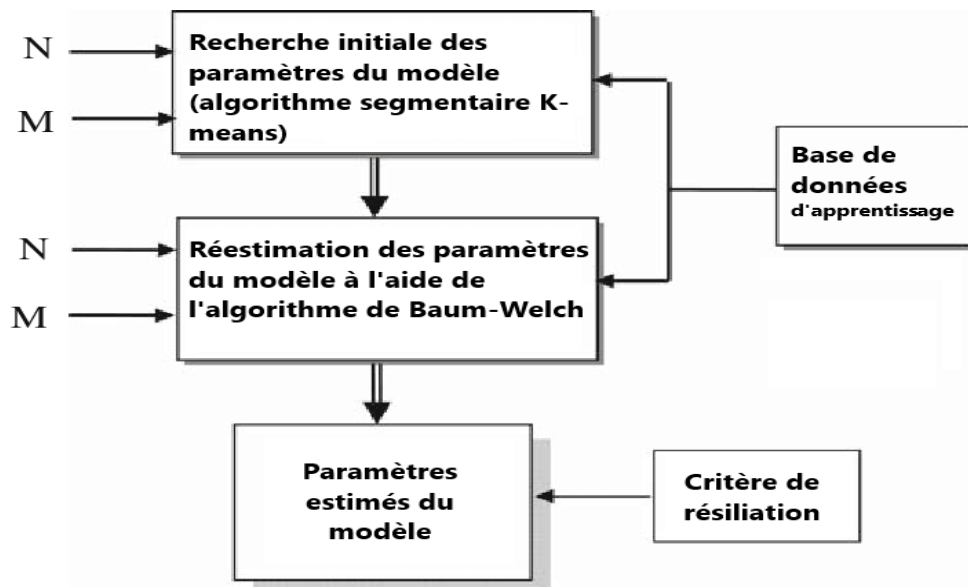 N
M
Recherche initiale des
paramètres du modèle
(algorithme segmentaire K-
means)
Base de
données
d'apprentissage
N
M
Réestimation des paramètres
du modèle à l'aide de
l'algorithme de Baum-Welch
Paramètres
estimés du
modèle
Critère de
résiliation